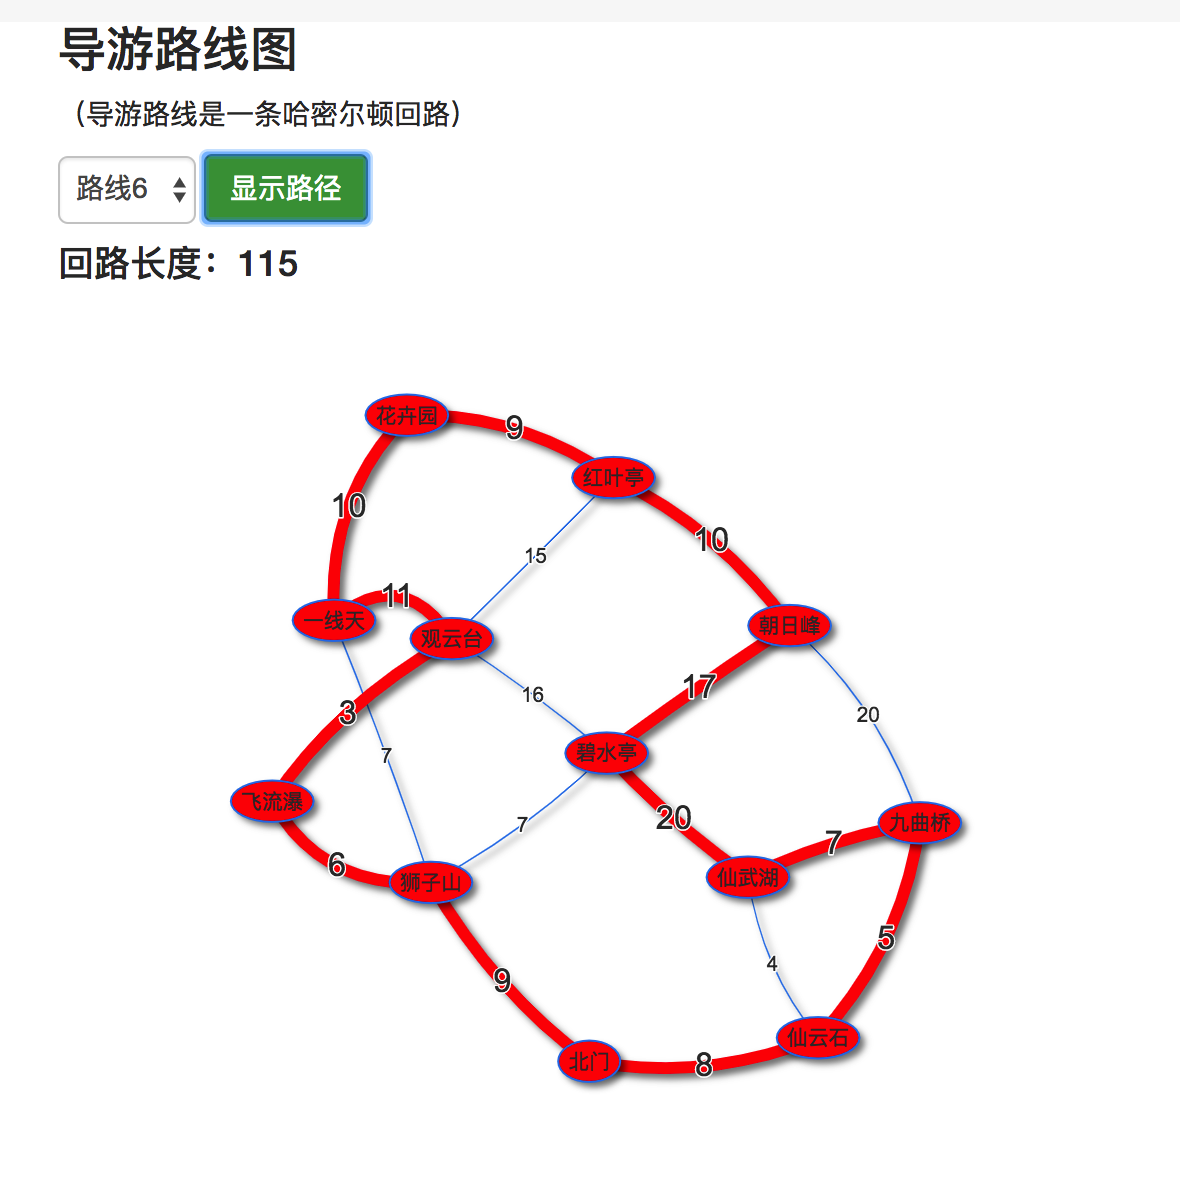 导游路线图
（导游路线是一条哈密尔顿回路）
路线6 显示路径
回路长度：115
花卉园
9
红叶亭
10
10
15
11
一线天
观云台
朝日峰
17
16
3
20
7
碧水亭
飞流瀑
20
7
九曲桥
7
6
狮子山
仙武湖
5
4
9
仙云石
北门
8